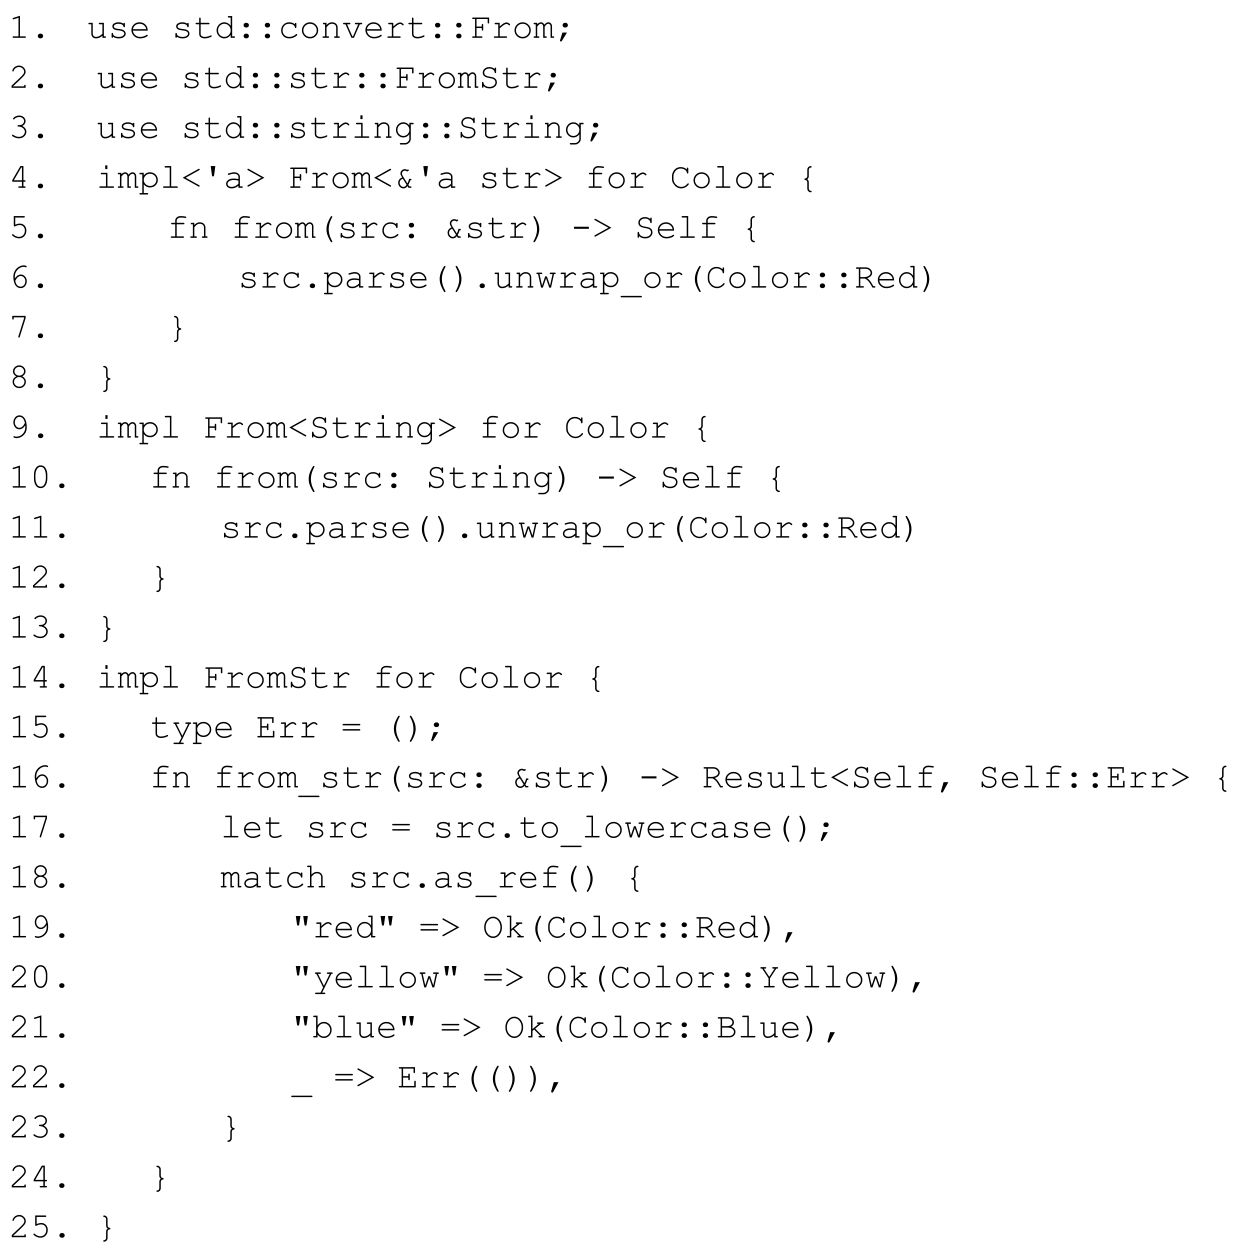 1. use std::convert::From;
2. use std::str::FromStr;
3. use std::string::String;
4. impl<'a> From<&'a str> for Color {
5. fn from(src: &str) -> Self {
6. src.parse().unwrap_or(Color::Red)
7. }
8. }
9. impl From<String> for Color {
10. fn from(src: String) -> Self {
11. src.parse().unwrap_or(Color::Red)
12. }
13. }
14. impl FromStr for Color {
15. type Err = ();
16. fn from_str(src: &str) -> Result<Self, Self::Err> {
17. let src = src.to_lowercase();
18. match src.as_ref() {
19. "red" => Ok(Color::Red),
20. "yellow" => Ok(Color::Yellow),
21. "blue" => Ok(Color::Blue),
22. _ => Err(()),
23. }
24. }
25. }